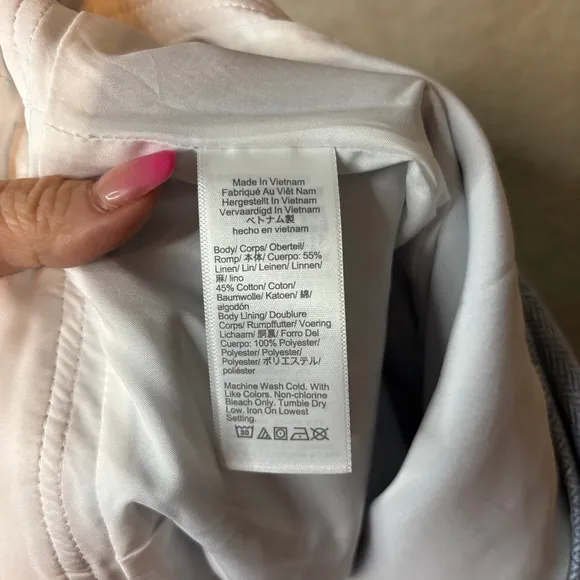 Made In Vietnam
Fabriqué Au Viêt Nam
Hergestellt In Vietnam
Vervaardigd In Vietnam
ベトナム製
hecho en vietnam
Body/ Corps/ Oberteil/
Romp/ 本体/ Cuerpo: 55%
Linen/ Lin/ Leinen/ Linnen/
麻/ lino
45% Cotton/ Coton/
Baumwolle/ Katoen/ 綿/
algodón
Body Lining/ Doublure
Corps/ Rumpffutter/ Voering
Lichaam/ 胴裏/ Forro Del
Cuerpo: 100% Polyester/
Polyester/ Polyester/
Polyester/ ポリエステル/
poliéster
Machine Wash Cold. With
Like Colors. Non-chlorine
Bleach Only. Tumble Dry
Low. Iron On Lowest
Setting.
30